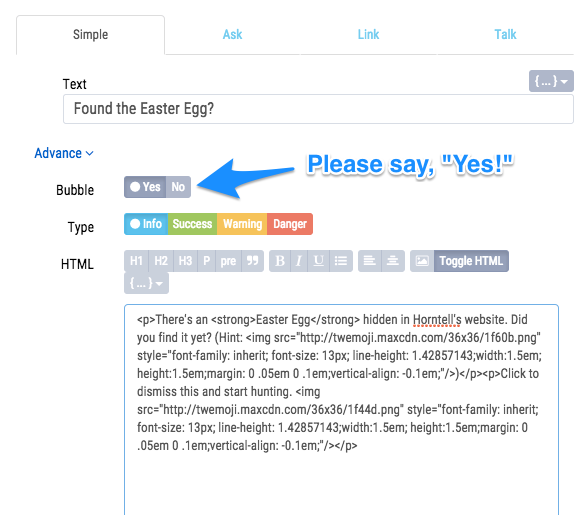 Simple Ask Link Talk
Text {...}
Found the Easter Egg?
Advance
Please say, "Yes!"
Bubble Yes No
Type Info Success Warning Danger
HTML H1 H2 H3 P pre B I U Toggle HTML
{...}
<p>There's an <strong>Easter Egg</strong> hidden in Horntell's website. Did
you find it yet? (Hint: <img src="http://twemoji.maxcdn.com/36x36/1f60b.png"
style="font-family: inherit; font-size: 13px; line-height: 1.42857143;width:1.5em;
height:1.5em;margin: 0 .05em 0 .1em;vertical-align: -0.1em;"/>)</p><p>Click to
dismiss this and start hunting. <img
src="http://twemoji.maxcdn.com/36x36/1f44d.png" style="font-family: inherit;
font-size: 13px; line-height: 1.42857143;width:1.5em; height:1.5em;margin: 0
.05em 0 .1em;vertical-align: -0.1em;"/></p>